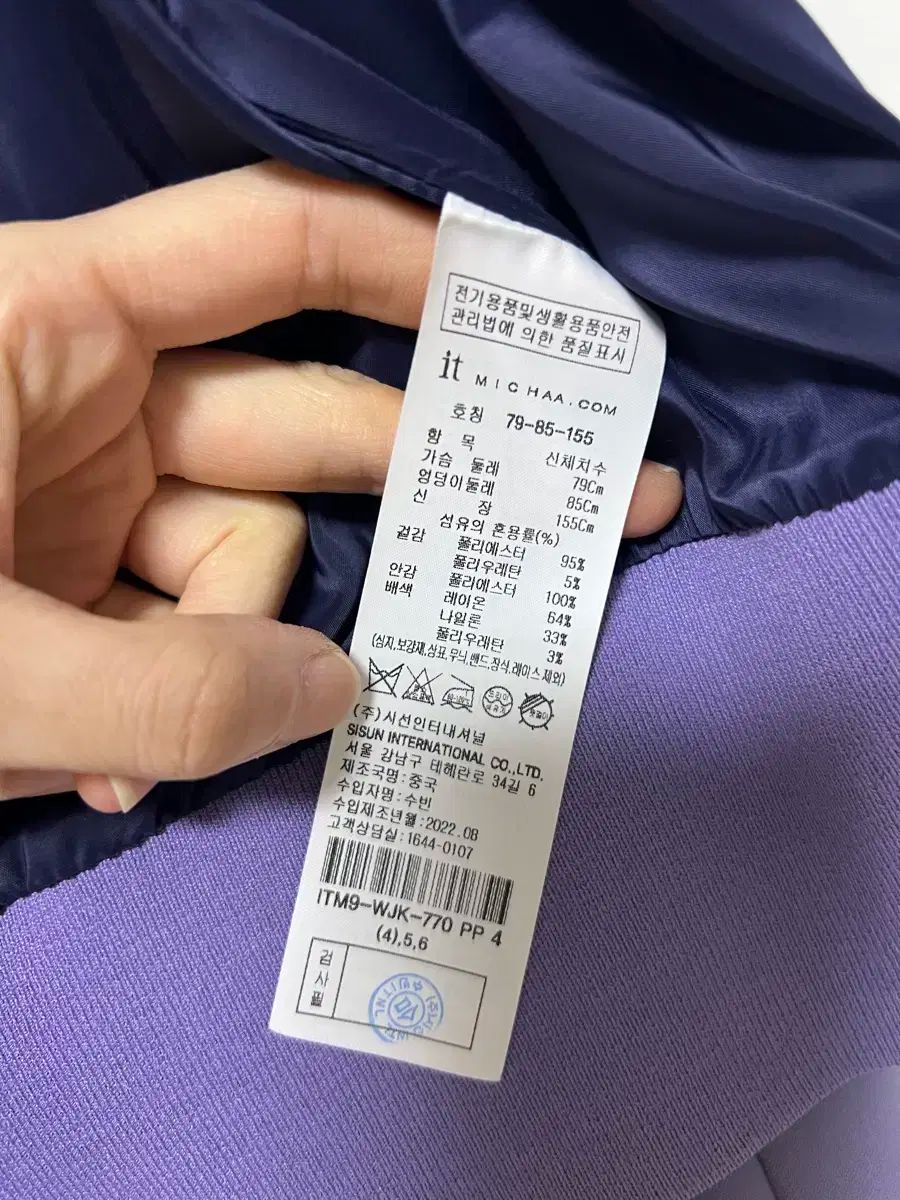 전기용품및생활용품안전
관리법에 의한 품질표시
it MICHAA.COM
호칭 79-85-155
항 목 신체치수
가슴 둘레 79Cm
엉덩이둘레 85Cm
신 장 155Cm
섬유의 혼용률(%)
겉감 폴리에스터 95%
폴리우레탄 5%
안감 폴리에스터 100%
배색 레이온 64%
나일론 33%
폴리우레탄 3%
(심지,보강재,상표,무늬,밴드,장식,레이스 제외)
(주)시선인터내셔널
SISUN INTERNATIONAL CO.,LTD.
서울 강남구 테헤란로 34길 6
제조국명:중국
수입자명:수빈
수입제조년월:2022.08
고객상담실:1644-0107
ITM9-WJK-770 PP 4
(4),5,6
검사필